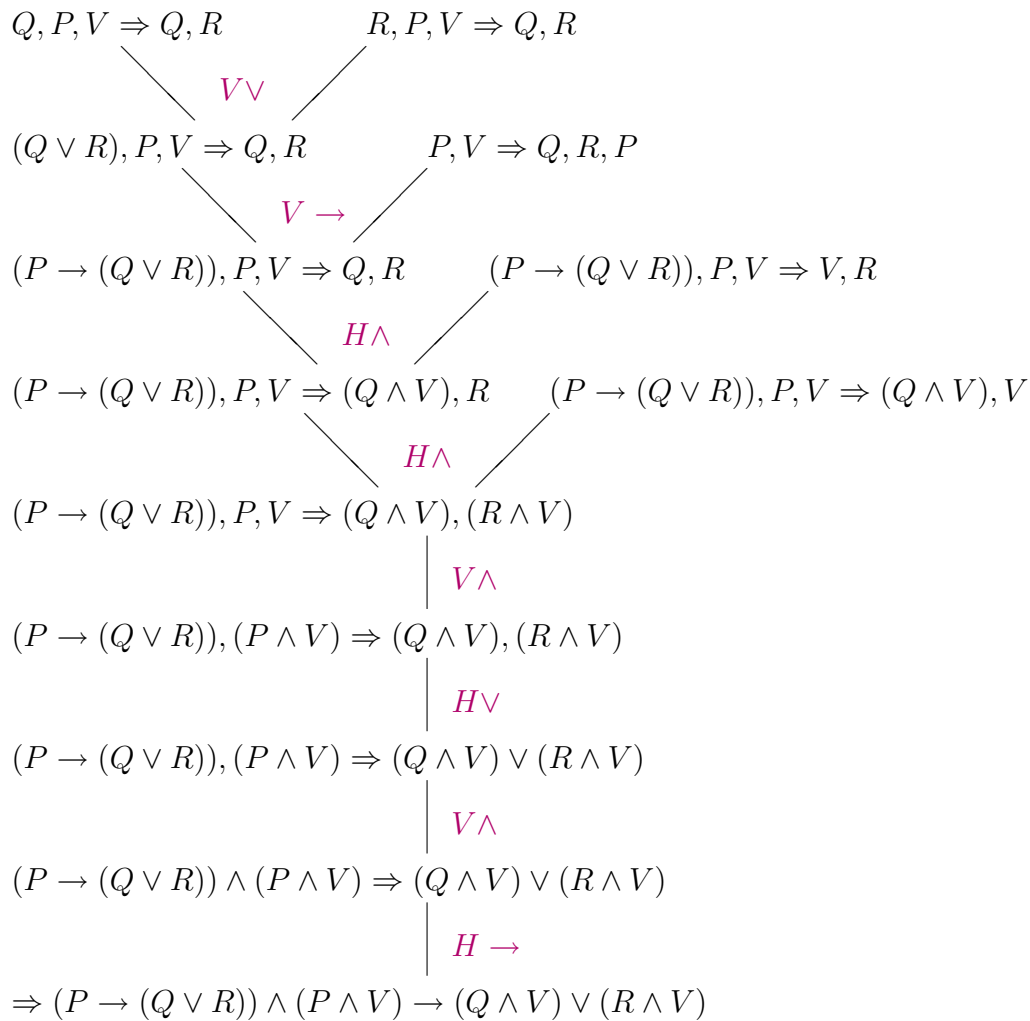 Q, P, V ⇒ Q, R    R, P, V ⇒ Q, R
V∨
(Q ∨ R), P, V ⇒ Q, R    P, V ⇒ Q, R, P
V →
(P → (Q ∨ R)), P, V ⇒ Q, R    (P → (Q ∨ R)), P, V ⇒ V, R
H∧
(P → (Q ∨ R)), P, V ⇒ (Q ∧ V), R    (P → (Q ∨ R)), P, V ⇒ (Q ∧ V), V
H∧
(P → (Q ∨ R)), P, V ⇒ (Q ∧ V), (R ∧ V)
V∧
(P → (Q ∨ R)), (P ∧ V) ⇒ (Q ∧ V), (R ∧ V)
H∨
(P → (Q ∨ R)), (P ∧ V) ⇒ (Q ∧ V) ∨ (R ∧ V)
V∧
(P → (Q ∨ R)) ∧ (P ∧ V) ⇒ (Q ∧ V) ∨ (R ∧ V)
H →
⇒ (P → (Q ∨ R)) ∧ (P ∧ V) → (Q ∧ V) ∨ (R ∧ V)